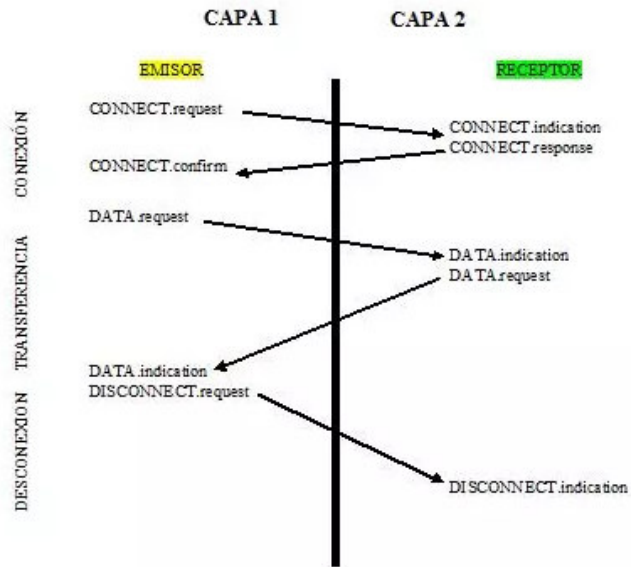 CAPA 1
CAPA 2
EMISOR
RECEPTOR
CONEXIÓN
CONNECT.request
CONNECT.indication
CONNECT.response
CONNECT.confirm
TRANSFERENCIA
DATA.request
DATA.indication
DATA.request
DATA.indication
DESCONEXION
DISCONNECT.request
DISCONNECT.indication